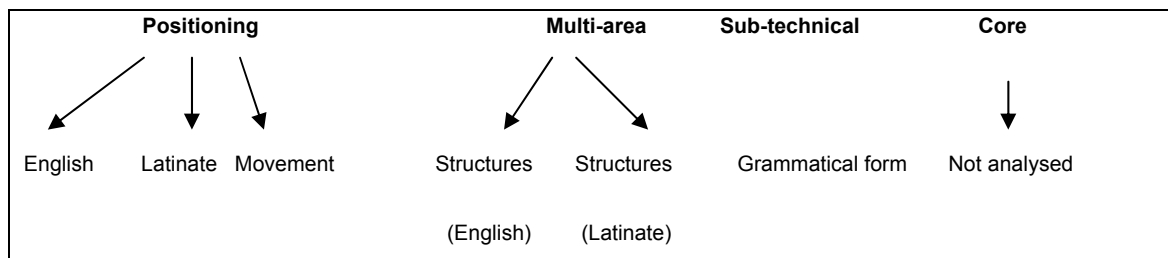 Positioning Multi-area Sub-technical Core
English Latinate Movement Structures Structures Grammatical form Not analysed
(English) (Latinate)